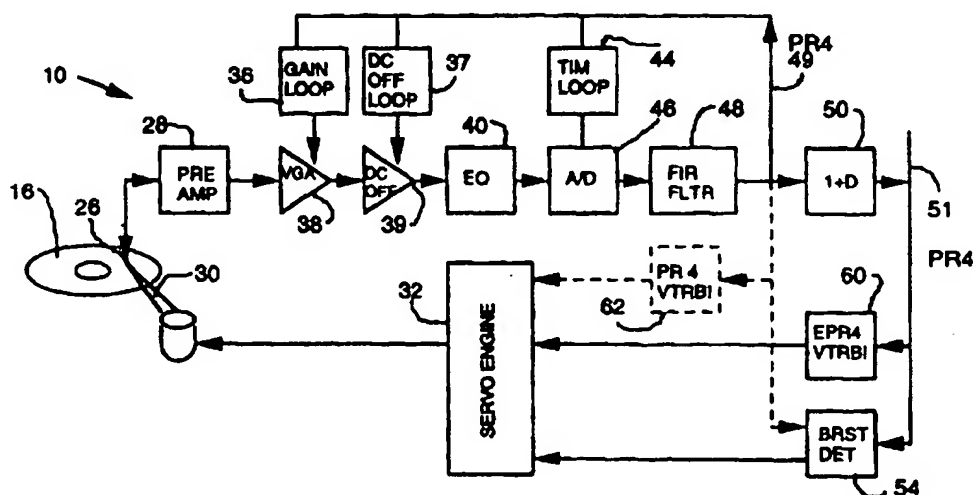 10
16
28
PRE
AMP
26
30
36
GAIN
LOOP
DC
OFF
LOOP
37
VGA
38
DC
OFF
39
40
EQ
TIM
LOOP
44
A/D
46
FIR
FLTR
48
PR4
49
50
1+D
51
PR4
32
SERVO ENGINE
PR4
VTRBI
62
60
EPR4
VTRBI
BRST
DET
54